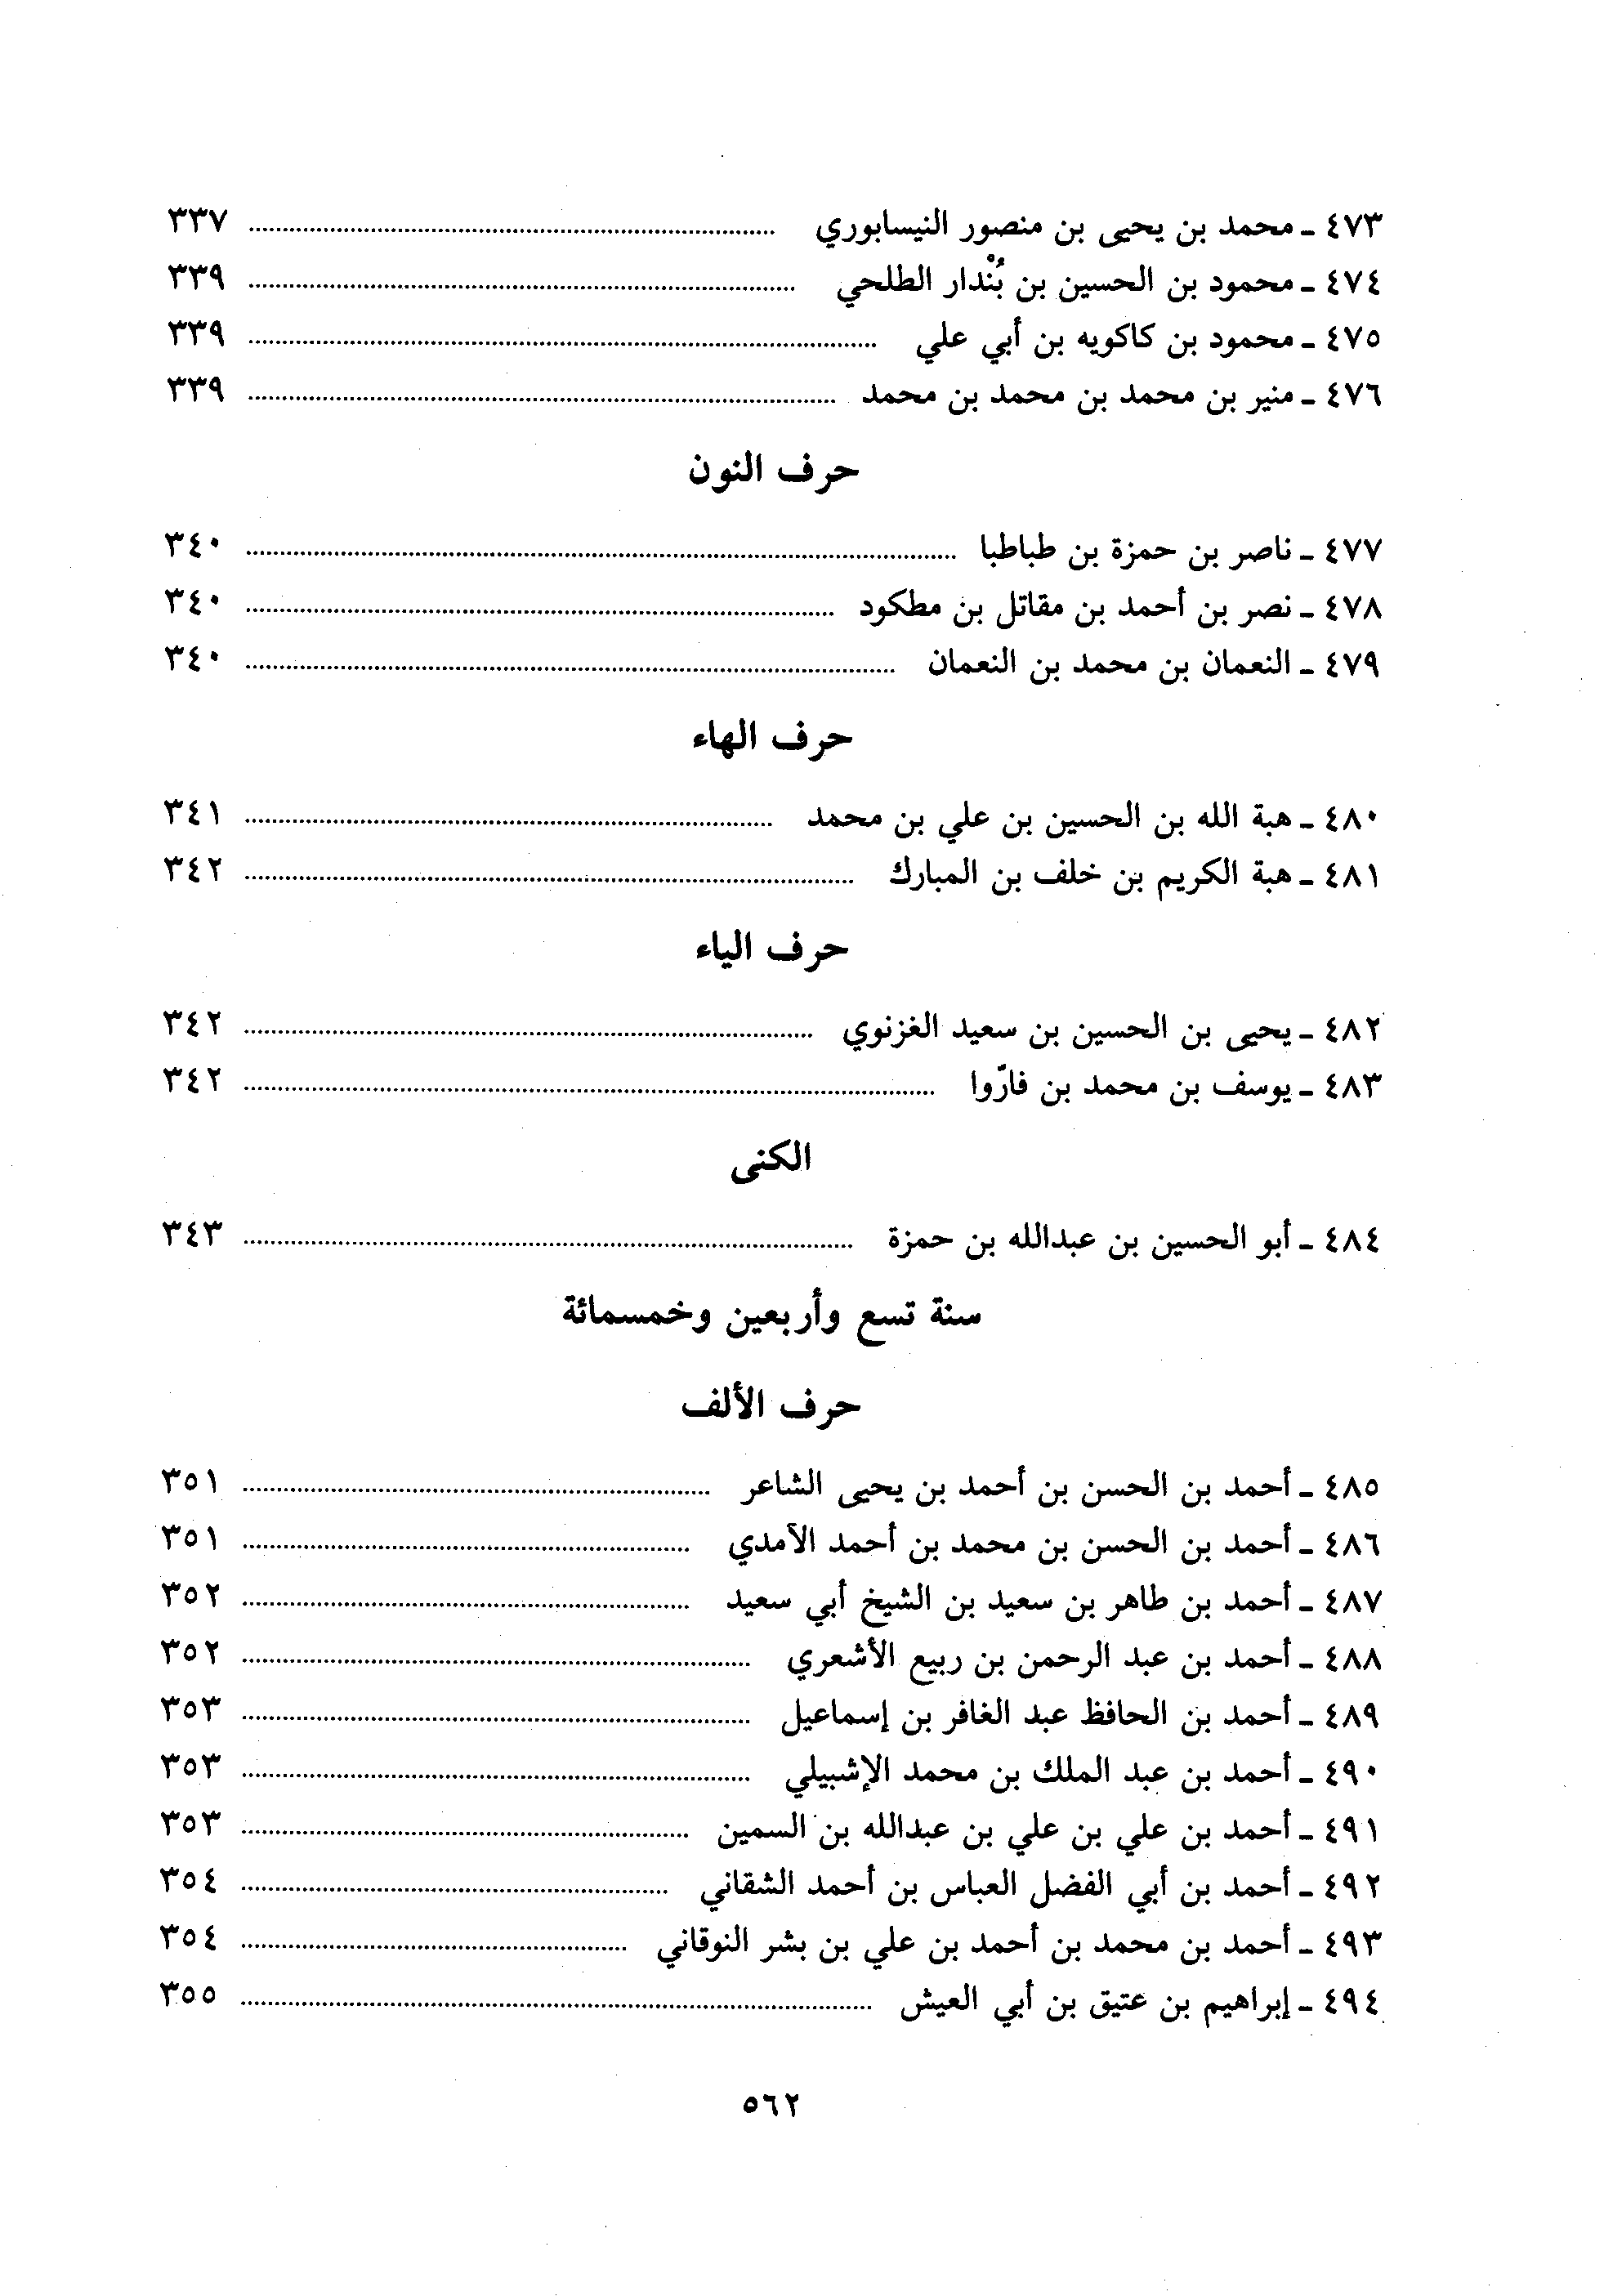 ٤٧٣ ـ محمد بن يحيى بن منصور النيسابوري ........ ٣٣٧
٤٧٤ ـ محمود بن الحسين بن بُنْدار الطلحي ........ ٣٣٩
٤٧٥ ـ محمود بن كاكويه بن أبي علي ........ ٣٣٩
٤٧٦ ـ منير بن محمد بن محمد بن محمد ........ ٣٣٩
حرف النون
٤٧٧ ـ ناصر بن حمزة بن طباطبا ........ ٣٤٠
٤٧٨ ـ نصر بن أحمد بن مقاتل بن مطكود ........ ٣٤٠
٤٧٩ ـ النعمان بن محمد بن النعمان ........ ٣٤٠
حرف الهاء
٤٨٠ ـ هبة الله بن الحسين بن علي بن محمد ........ ٣٤١
٤٨١ ـ هبة الكريم بن خلف بن المبارك ........ ٣٤٢
حرف الياء
٤٨٢ ـ يحيى بن الحسين بن سعيد الغزنوي ........ ٣٤٢
٤٨٣ ـ يوسف بن محمد بن فارّوا ........ ٣٤٢
الكنى
٤٨٤ ـ أبو الحسين بن عبدالله بن حمزة ........ ٣٤٣
سنة تسع وأربعين وخمسمائة
حرف الألف
٤٨٥ ـ أحمد بن الحسن بن أحمد بن يحيى الشاعر ........ ٣٥١
٤٨٦ ـ أحمد بن الحسن بن محمد بن أحمد الآمدي ........ ٣٥١
٤٨٧ ـ أحمد بن طاهر بن سعيد بن الشيخ أبي سعيد ........ ٣٥٢
٤٨٨ ـ أحمد بن عبد الرحمن بن ربيع الأشعري ........ ٣٥٢
٤٨٩ ـ أحمد بن الحافظ عبد الغافر بن إسماعيل ........ ٣٥٣
٤٩٠ ـ أحمد بن عبد الملك بن محمد الإشبيلي ........ ٣٥٣
٤٩١ ـ أحمد بن علي بن علي بن عبدالله بن السمين ........ ٣٥٣
٤٩٢ ـ أحمد بن أبي الفضل العباس بن أحمد الشقاني ........ ٣٥٤
٤٩٣ ـ أحمد بن محمد بن أحمد بن علي بن بشر النوقاني ........ ٣٥٤
٤٩٤ ـ إبراهيم بن عتيق بن أبي العيش ........ ٣٥٥
٥٦٢